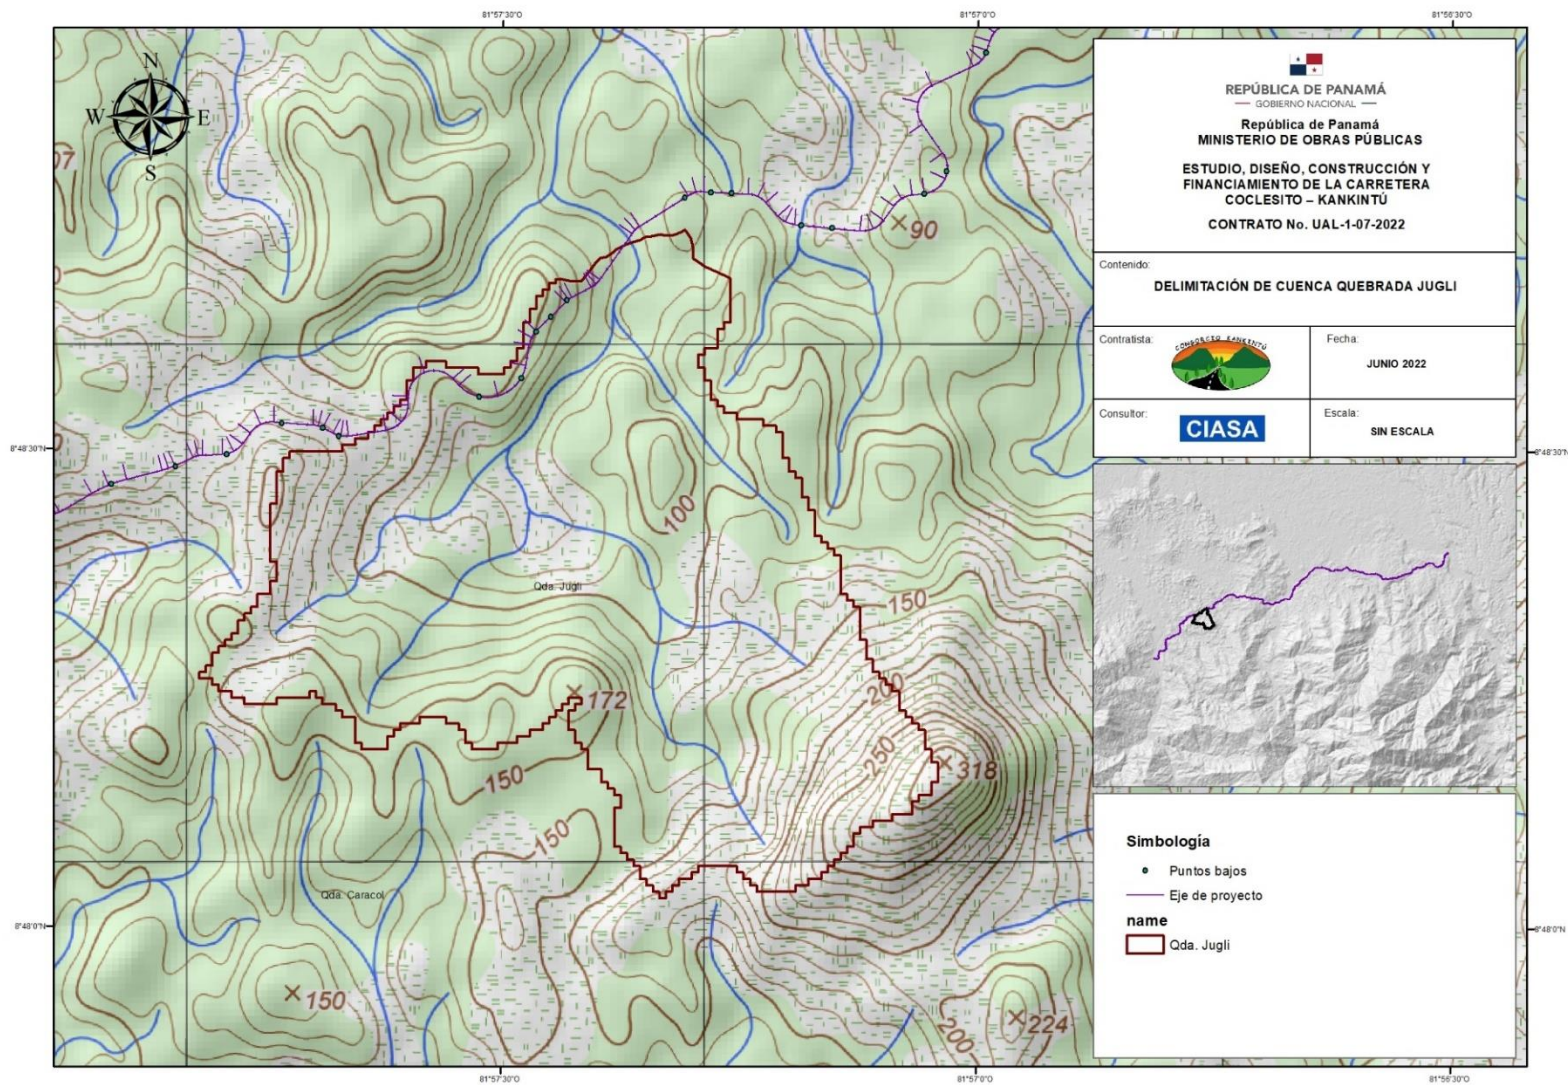 81°57'30"O
81°57'0"O
81°56'30"O
N
W
E
S
07
90
REPÚBLICA DE PANAMÁ
GOBIERNO NACIONAL
República de Panamá
MINISTERIO DE OBRAS PÚBLICAS
ESTUDIO, DISEÑO, CONSTRUCCIÓN Y
FINANCIAMIENTO DE LA CARRETERA
COCLESITO – KANKINTÚ
CONTRATO No. UAL-1-07-2022
Contenido:
DELIMITACIÓN DE CUENCA QUEBRADA JUGLI
Contratista:
CONSORCIO KANKINTÚ
Fecha:
JUNIO 2022
Consultor:
CIASA
Escala:
SIN ESCALA
8°48'30"N
8°48'30"N
100
Qda. Jugli
150
200
172
250
318
150
150
Qda. Caracol
8°48'0"N
8°48'0"N
150
200
224
Simbología
Puntos bajos
Eje de proyecto
name
Qda. Jugli
81°57'30"O
81°57'0"O
81°56'30"O